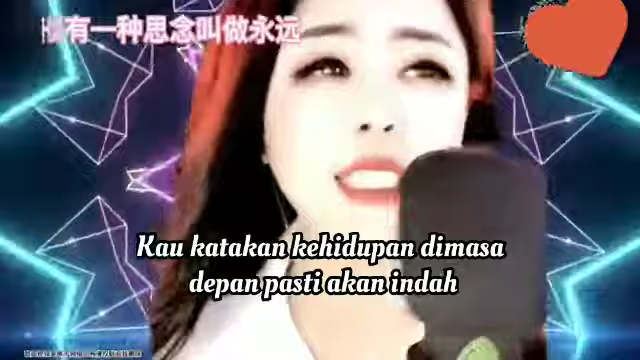 有一种思念叫做永远
Kau katakan kehidupan dimasa
depan pasti akan indah